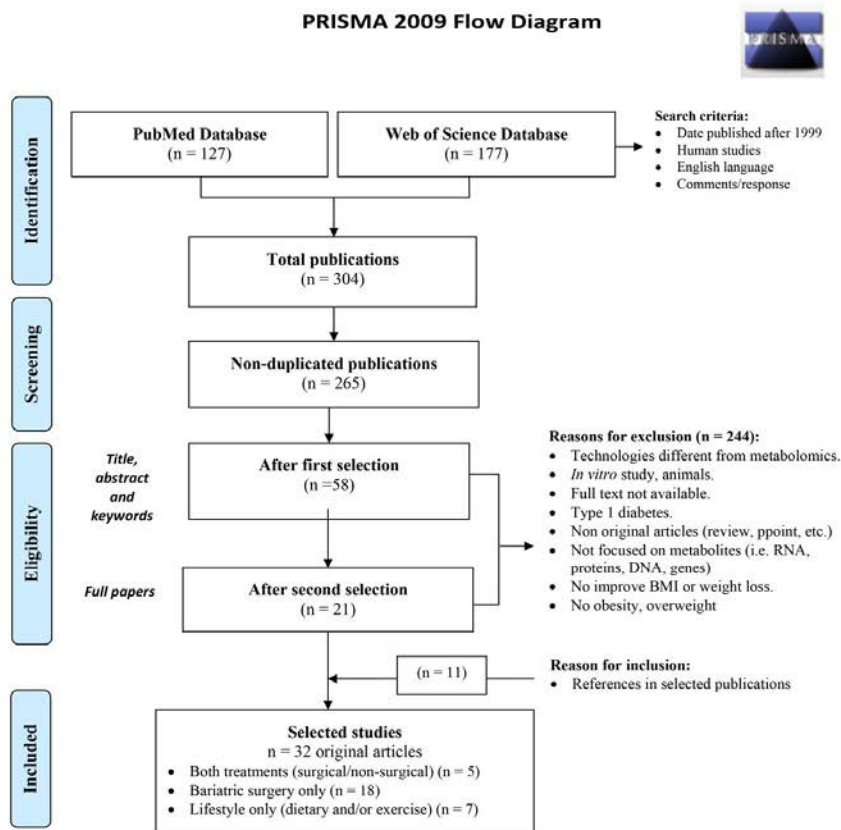 PRISMA 2009 Flow Diagram
PRISMA
Identification
PubMed Database
(n = 127)
Web of Science Database
(n = 177)
Search criteria:
• Date published after 1999
• Human studies
• English language
• Comments/response
Total publications
(n = 304)
Screening
Non-duplicated publications
(n = 265)
Eligibility
Title,
abstract
and
keywords
After first selection
(n =58)
Full papers
After second selection
(n = 21)
Reasons for exclusion (n = 244):
• Technologies different from metabolomics.
• In vitro study, animals.
• Full text not available.
• Type 1 diabetes.
• Non original articles (review, ppoint, etc.)
• Not focused on metabolites (i.e. RNA,
proteins, DNA, genes)
• No improve BMI or weight loss.
• No obesity, overweight
(n = 11)
Reason for inclusion:
• References in selected publications
Included
Selected studies
n = 32 original articles
• Both treatments (surgical/non-surgical) (n = 5)
• Bariatric surgery only (n = 18)
• Lifestyle only (dietary and/or exercise) (n = 7)